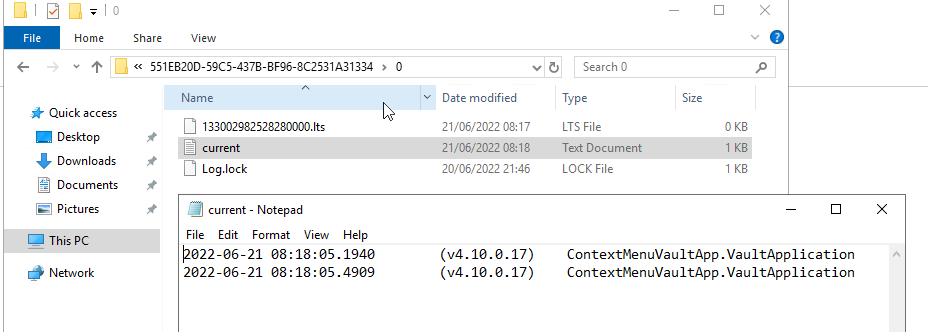 0
File Home Share View
551EB20D-59C5-437B-BF96-8C2531A31334 0 Search 0
Name Date modified Type Size
Quick access
Desktop
Downloads
Documents
Pictures
This PC
Network
133002982528280000.lts 21/06/2022 08:17 LTS File 0 KB
current 21/06/2022 08:18 Text Document 1 KB
Log.lock 20/06/2022 21:46 LOCK File 1 KB
current - Notepad
File Edit Format View Help
2022-06-21 08:18:05.1940 (v4.10.0.17) ContextMenuVaultApp.VaultApplication
2022-06-21 08:18:05.4909 (v4.10.0.17) ContextMenuVaultApp.VaultApplication